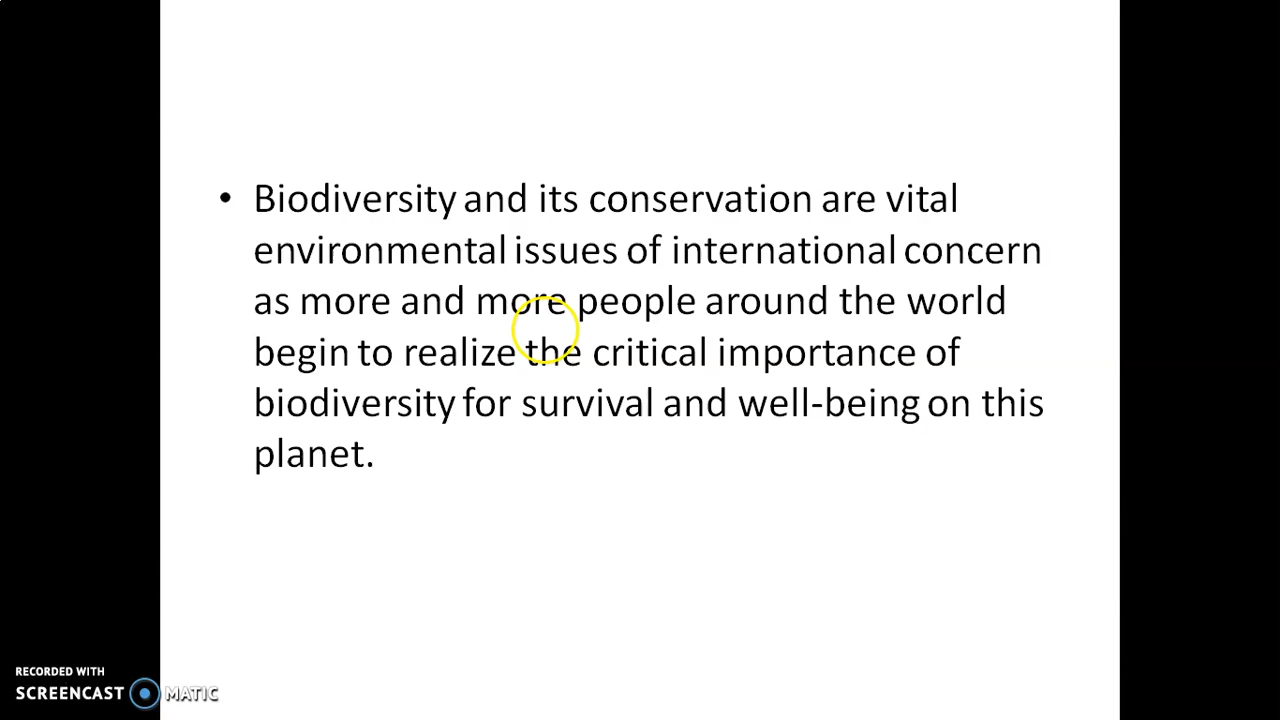 • Biodiversity and its conservation are vital
environmental issues of international concern
as more and more people around the world
begin to realize the critical importance of
biodiversity for survival and well-being on this
planet.
RECORDED WITH
SCREENCAST MATIC